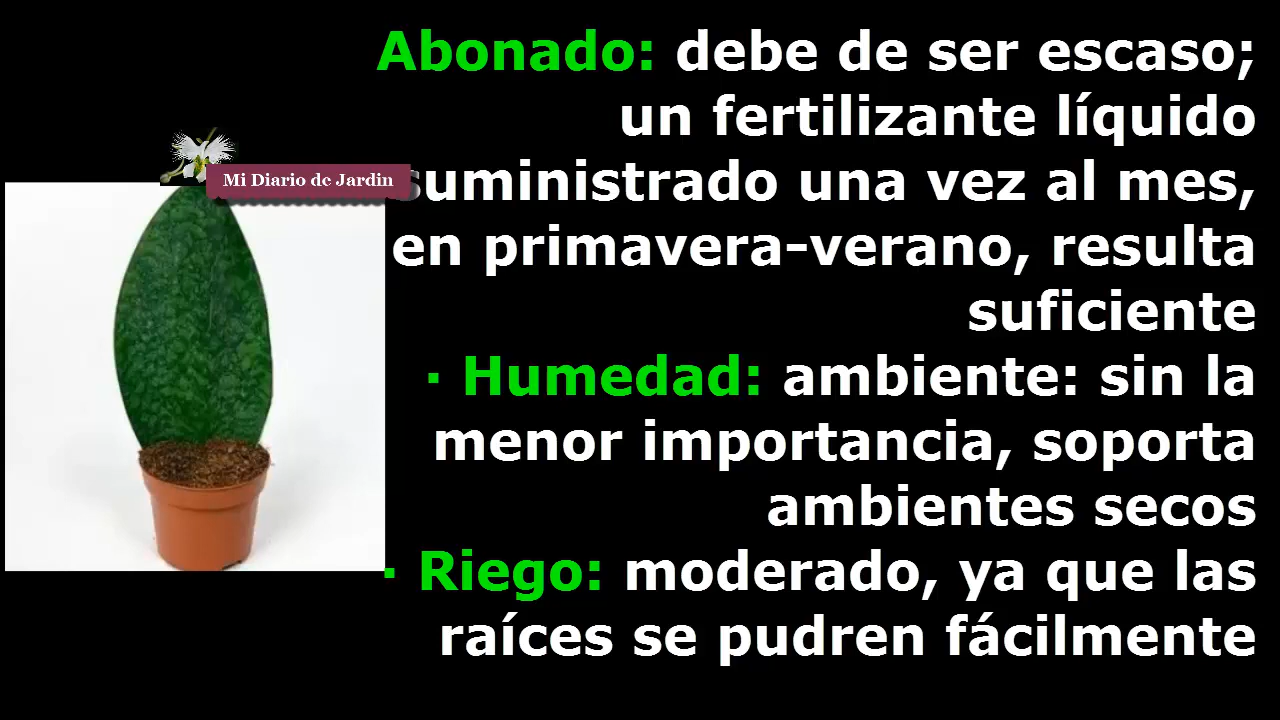 Abonado: debe de ser escaso;
un fertilizante líquido
suministrado una vez al mes,
en primavera-verano, resulta
suficiente
· Humedad: ambiente: sin la
menor importancia, soporta
ambientes secos
· Riego: moderado, ya que las
raíces se pudren fácilmente
Mi Diario de Jardin